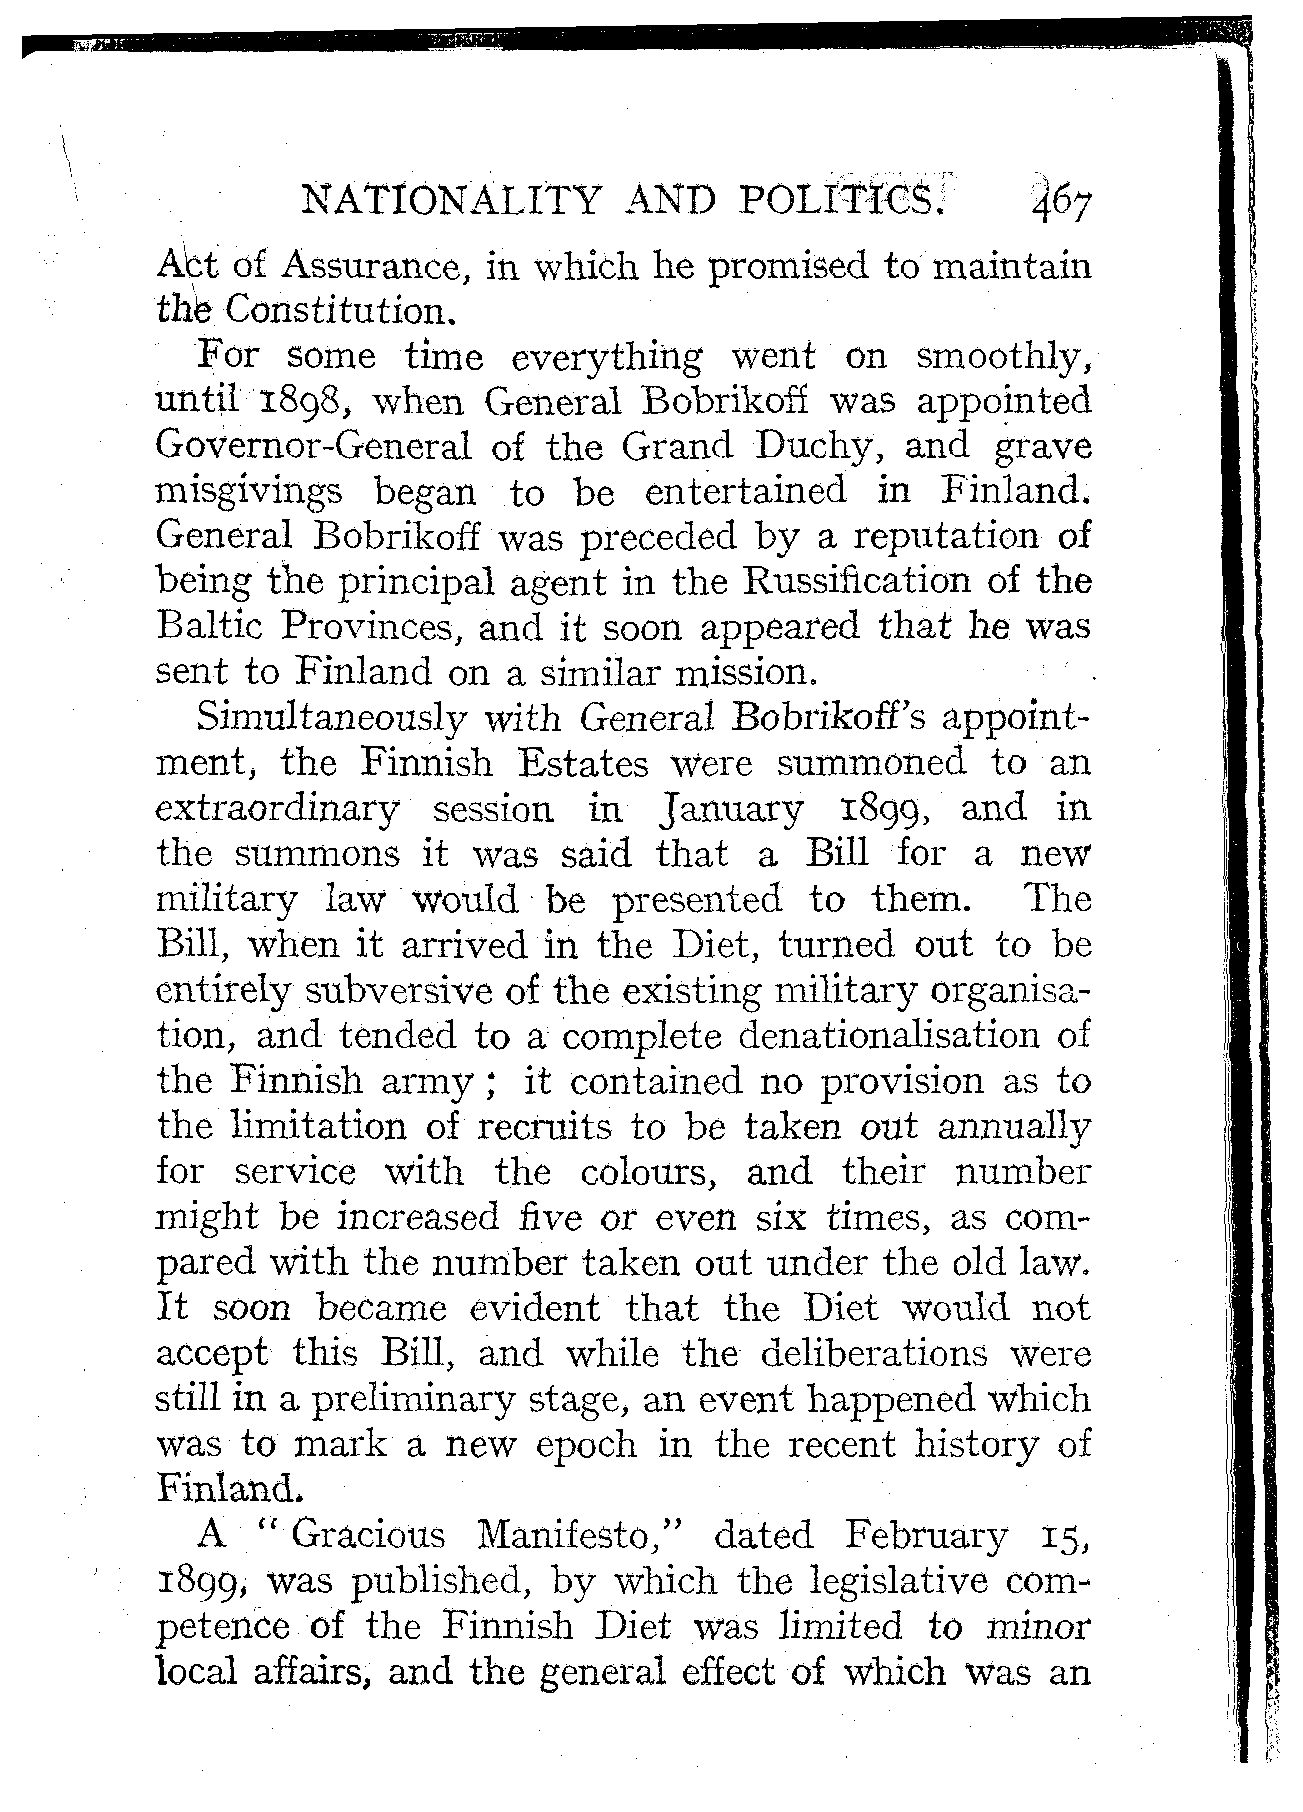 NATIONALITY AND POLITICS. 467
Act of Assurance, in which he promised to maintain
the Constitution.
For some time everything went on smoothly,
until 1898, when General Bobrikoff was appointed
Governor-General of the Grand Duchy, and grave
misgivings began to be entertained in Finland.
General Bobrikoff was preceded by a reputation of
being the principal agent in the Russification of the
Baltic Provinces, and it soon appeared that he was
sent to Finland on a similar mission.
Simultaneously with General Bobrikoff's appoint-
ment, the Finnish Estates were summoned to an
extraordinary session in January 1899, and in
the summons it was said that a Bill for a new
military law would be presented to them. The
Bill, when it arrived in the Diet, turned out to be
entirely subversive of the existing military organisa-
tion, and tended to a complete denationalisation of
the Finnish army; it contained no provision as to
the limitation of recruits to be taken out annually
for service with the colours, and their number
might be increased five or even six times, as com-
pared with the number taken out under the old law.
It soon became evident that the Diet would not
accept this Bill, and while the deliberations were
still in a preliminary stage, an event happened which
was to mark a new epoch in the recent history of
Finland.
A "Gracious Manifesto," dated February 15,
1899, was published, by which the legislative com-
petence of the Finnish Diet was limited to minor
local affairs, and the general effect of which was an